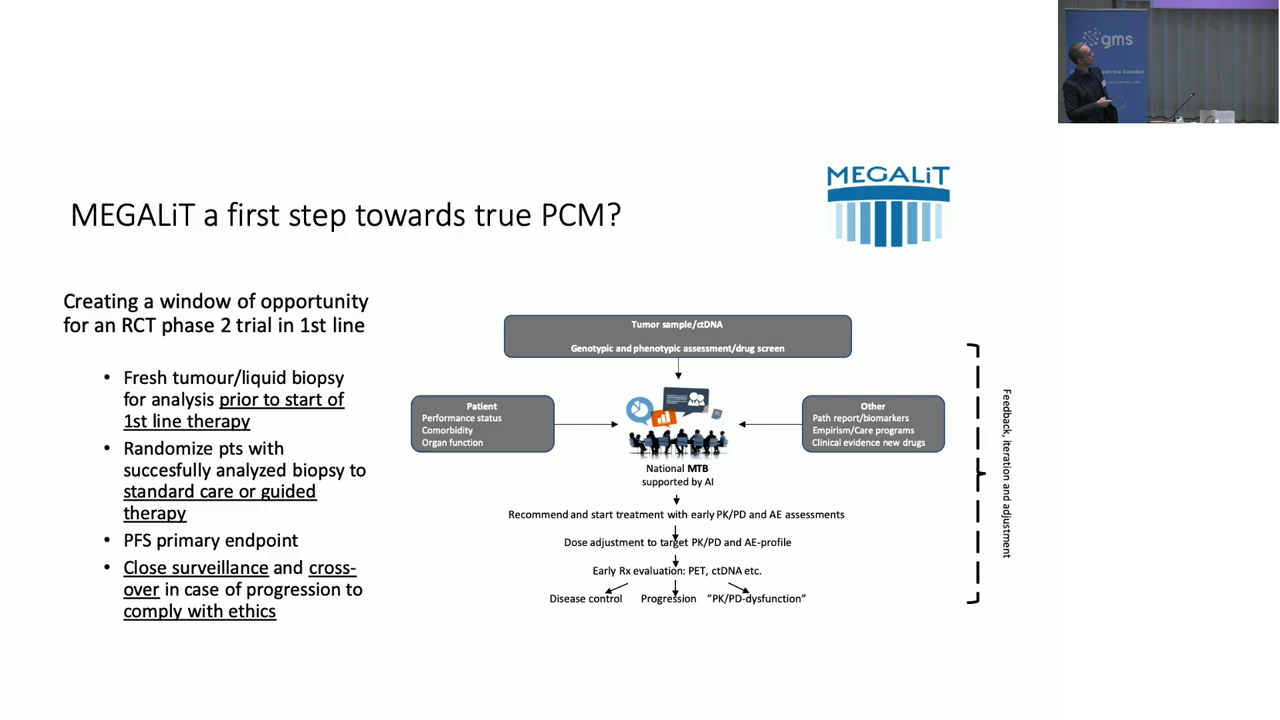 gms
MEGALiT
MEGALiT a first step towards true PCM?
Creating a window of opportunity
for an RCT phase 2 trial in 1st line
• Fresh tumour/liquid biopsy
for analysis prior to start of
1st line therapy
• Randomize pts with
succesfully analyzed biopsy to
standard care or guided
therapy
• PFS primary endpoint
• Close surveillance and cross-
over in case of progression to
comply with ethics
Tumor sample/ctDNA
Genotypic and phenotypic assessment/drug screen
Patient
Performance status
Comorbidity
Organ function
Other
Path report/biomarkers
Empirism/Care programs
Clinical evidence new drugs
National MTB
supported by AI
Recommend and start treatment with early PK/PD and AE assessments
Dose adjustment to target PK/PD and AE-profile
Early Rx evaluation: PET, ctDNA etc.
Disease control
Progression
”PK/PD-dysfunction”
Feedback, iteration and adjustment